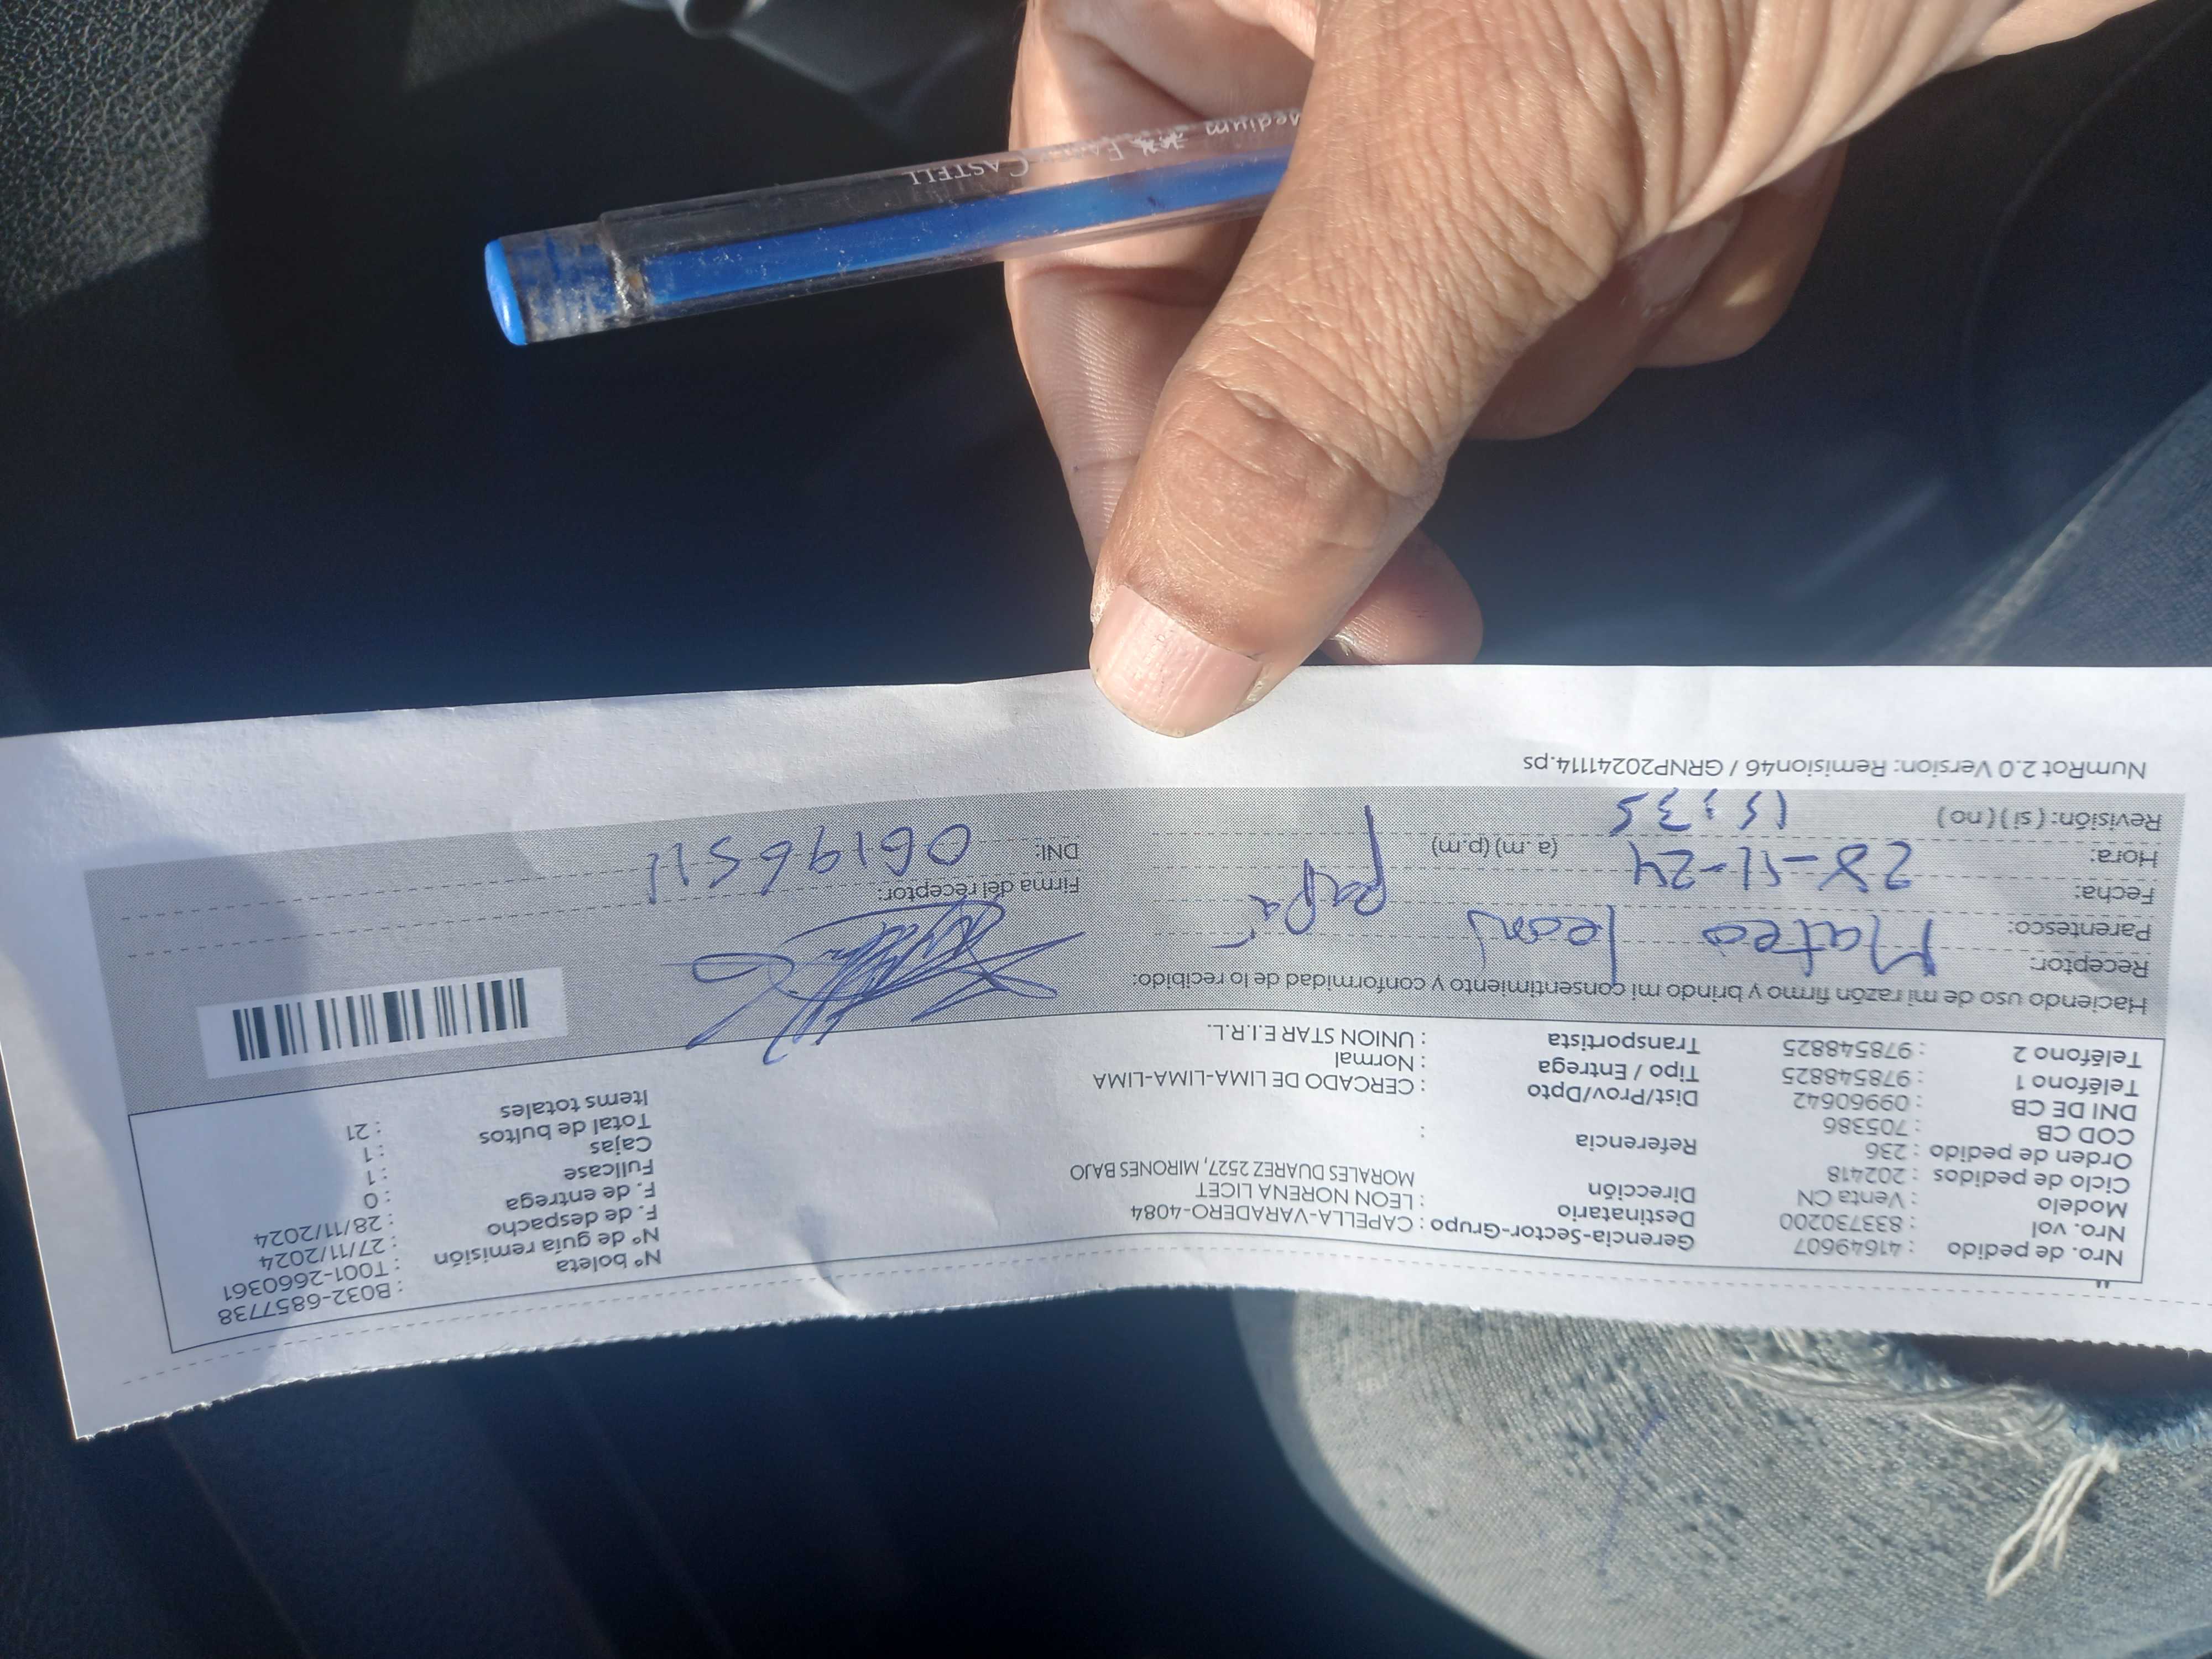 Nro. de pedido : 41649607 Gerencia-Sector-Grupo : CAPELLA-VARADERO-4084 Nº boleta : B032-6857738
Nro. vol : 833730200 Destinatario : LEON NORENA LICET Nº de guía remisión : T001-2660361
Modelo : Venta CN Dirección MORALES DUAREZ 2527, MIRONES BAJO F. de despacho : 27/11/2024
Ciclo de pedidos : 202418 F. de entrega : 28/11/2024
Orden de pedido : 236 Referencia : Fullcase : 0
COD CB : 705386 Cajas : 1
DNI DE CB : 09960642 Dist/Prov/Dpto : CERCADO DE LIMA-LIMA-LIMA Total de bultos : 1
Teléfono 1 : 978548825 Tipo / Entrega : Normal Items totales : 21
Teléfono 2 : 978548825 Transportista : UNION STAR E.I.R.L.
Haciendo uso de mi razón firmo y brindo mi consentimiento y conformidad de lo recibido:
Receptor: Mateo leon
Parentesco: papá
Fecha: 28-11-24 Firma del receptor:
Hora: 15:35 (a.m) (p.m) DNI: 06196511
Revisión: ( si ) ( no )
NumRot 2.0 Version: Remision46 / GRNP20241114.ps
CASTELL
Medium